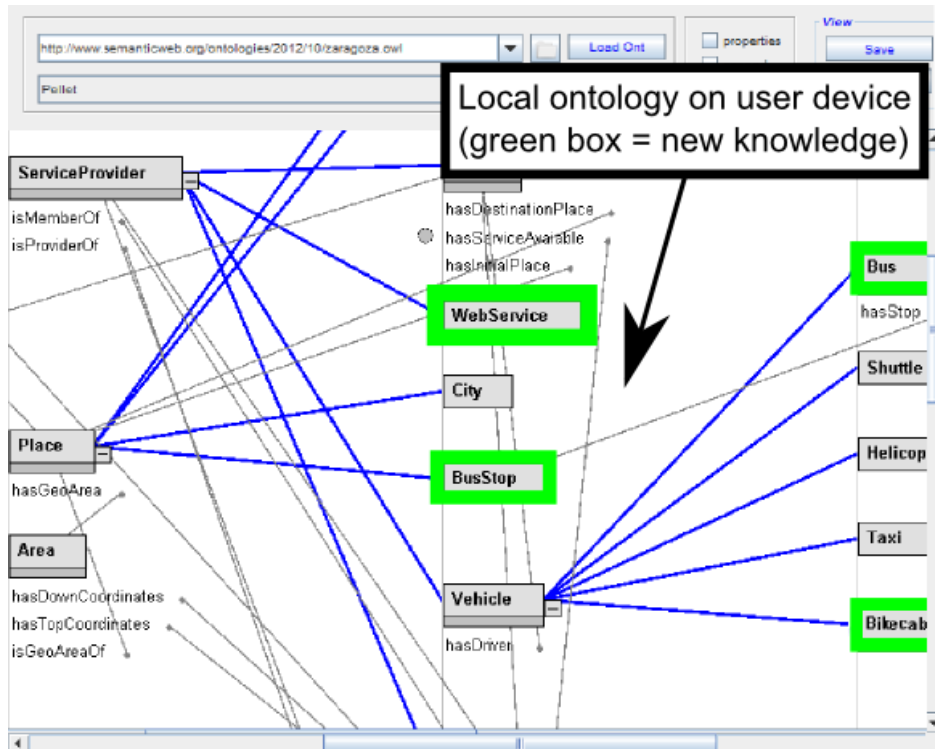 View
http://www.semanticweb.org/ontologies/2012/10/zaragoza.owl
Load Ont
properties
Save
Pellet
Local ontology on user device
(green box = new knowledge)
ServiceProvider
isMemberOf
isProviderOf
hasDestinationPlace
hasServiceAvairable
hasInitialPlace
Bus
hasStop
WebService
Shuttle
City
Place
hasGeoArea
BusStop
Helicop
Area
Taxi
hasDownCoordinates
hasTopCoordinates
isGeoAreaOf
Vehicle
hasDriver
Bikecab